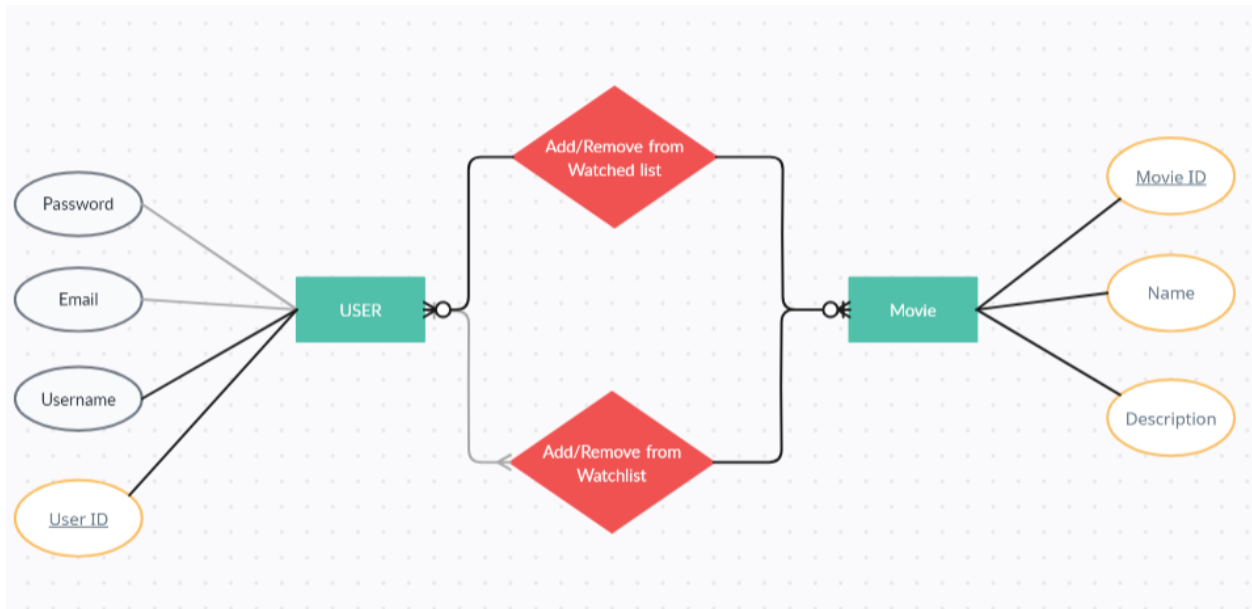 Add/Remove from
Watched list
Password
Email
Username
User ID
USER
Movie
Movie ID
Name
Description
Add/Remove from
Watchlist